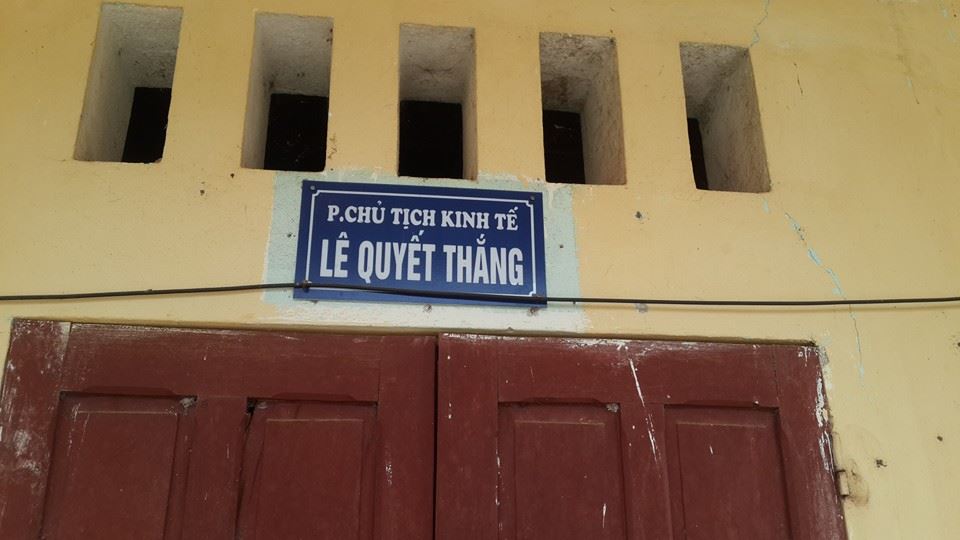 P.CHỦ TỊCH KINH TẾ
LÊ QUYẾT THẮNG